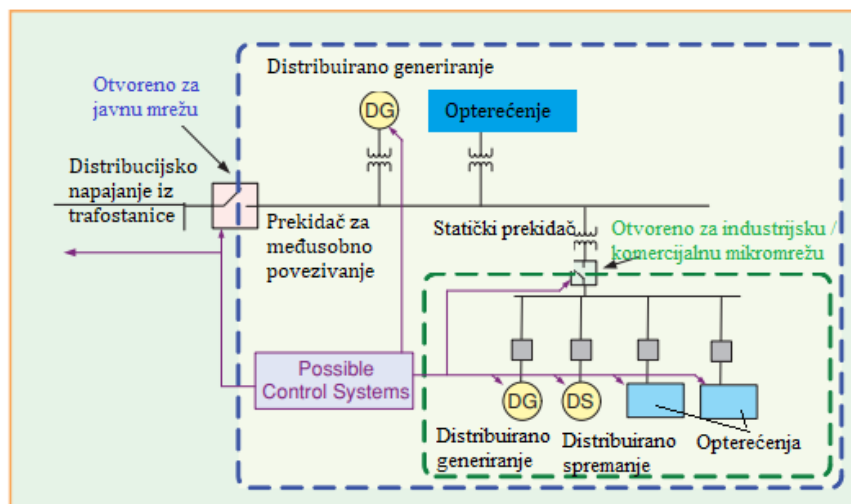 Distribuirano generiranje
Otvoreno za
javnu mrežu
DG
Opterećenje
Distribucijsko
napajanje iz
trafostanice
Prekidač za
međusobno
povezivanje
Statički prekidač
Otvoreno za industrijsku /
komercijalnu mikromrežu
Possible
Control Systems
DG
DS
Distribuirano
generiranje
Distribuirano
spremanje
Opterećenja